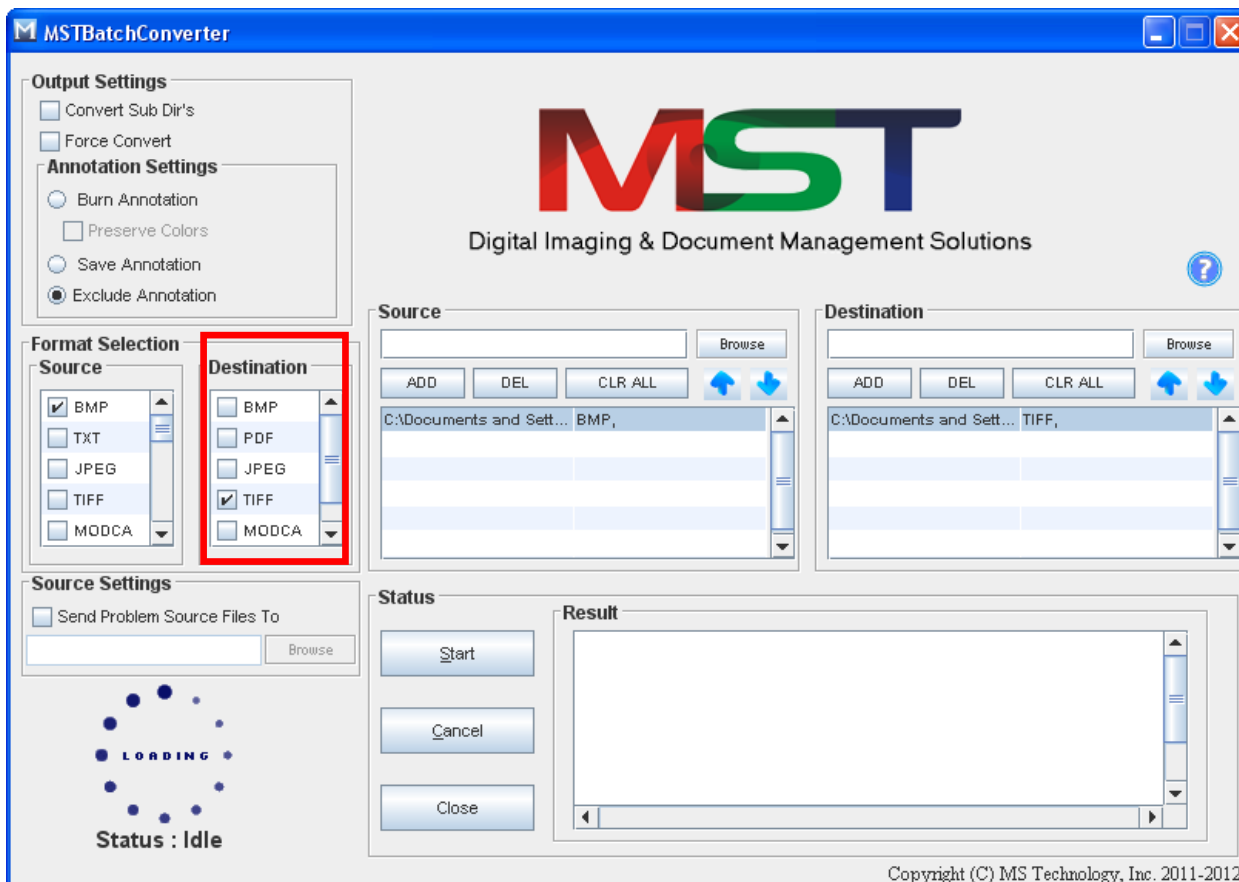 MSTBatchConverter
Output Settings
Convert Sub Dir's
Force Convert
Annotation Settings
Burn Annotation
Preserve Colors
Save Annotation
Exclude Annotation
MST
Digital Imaging & Document Management Solutions
?
Format Selection
Source
BMP
TXT
JPEG
TIFF
MODCA
Destination
BMP
PDF
JPEG
TIFF
MODCA
Source
Browse
ADD DEL CLR ALL
C:\Documents and Sett... BMP,
Destination
Browse
ADD DEL CLR ALL
C:\Documents and Sett... TIFF,
Source Settings
Send Problem Source Files To
Browse
LOADING
Status : Idle
Status
Start
Cancel
Close
Result
Copyright (C) MS Technology, Inc. 2011-2012